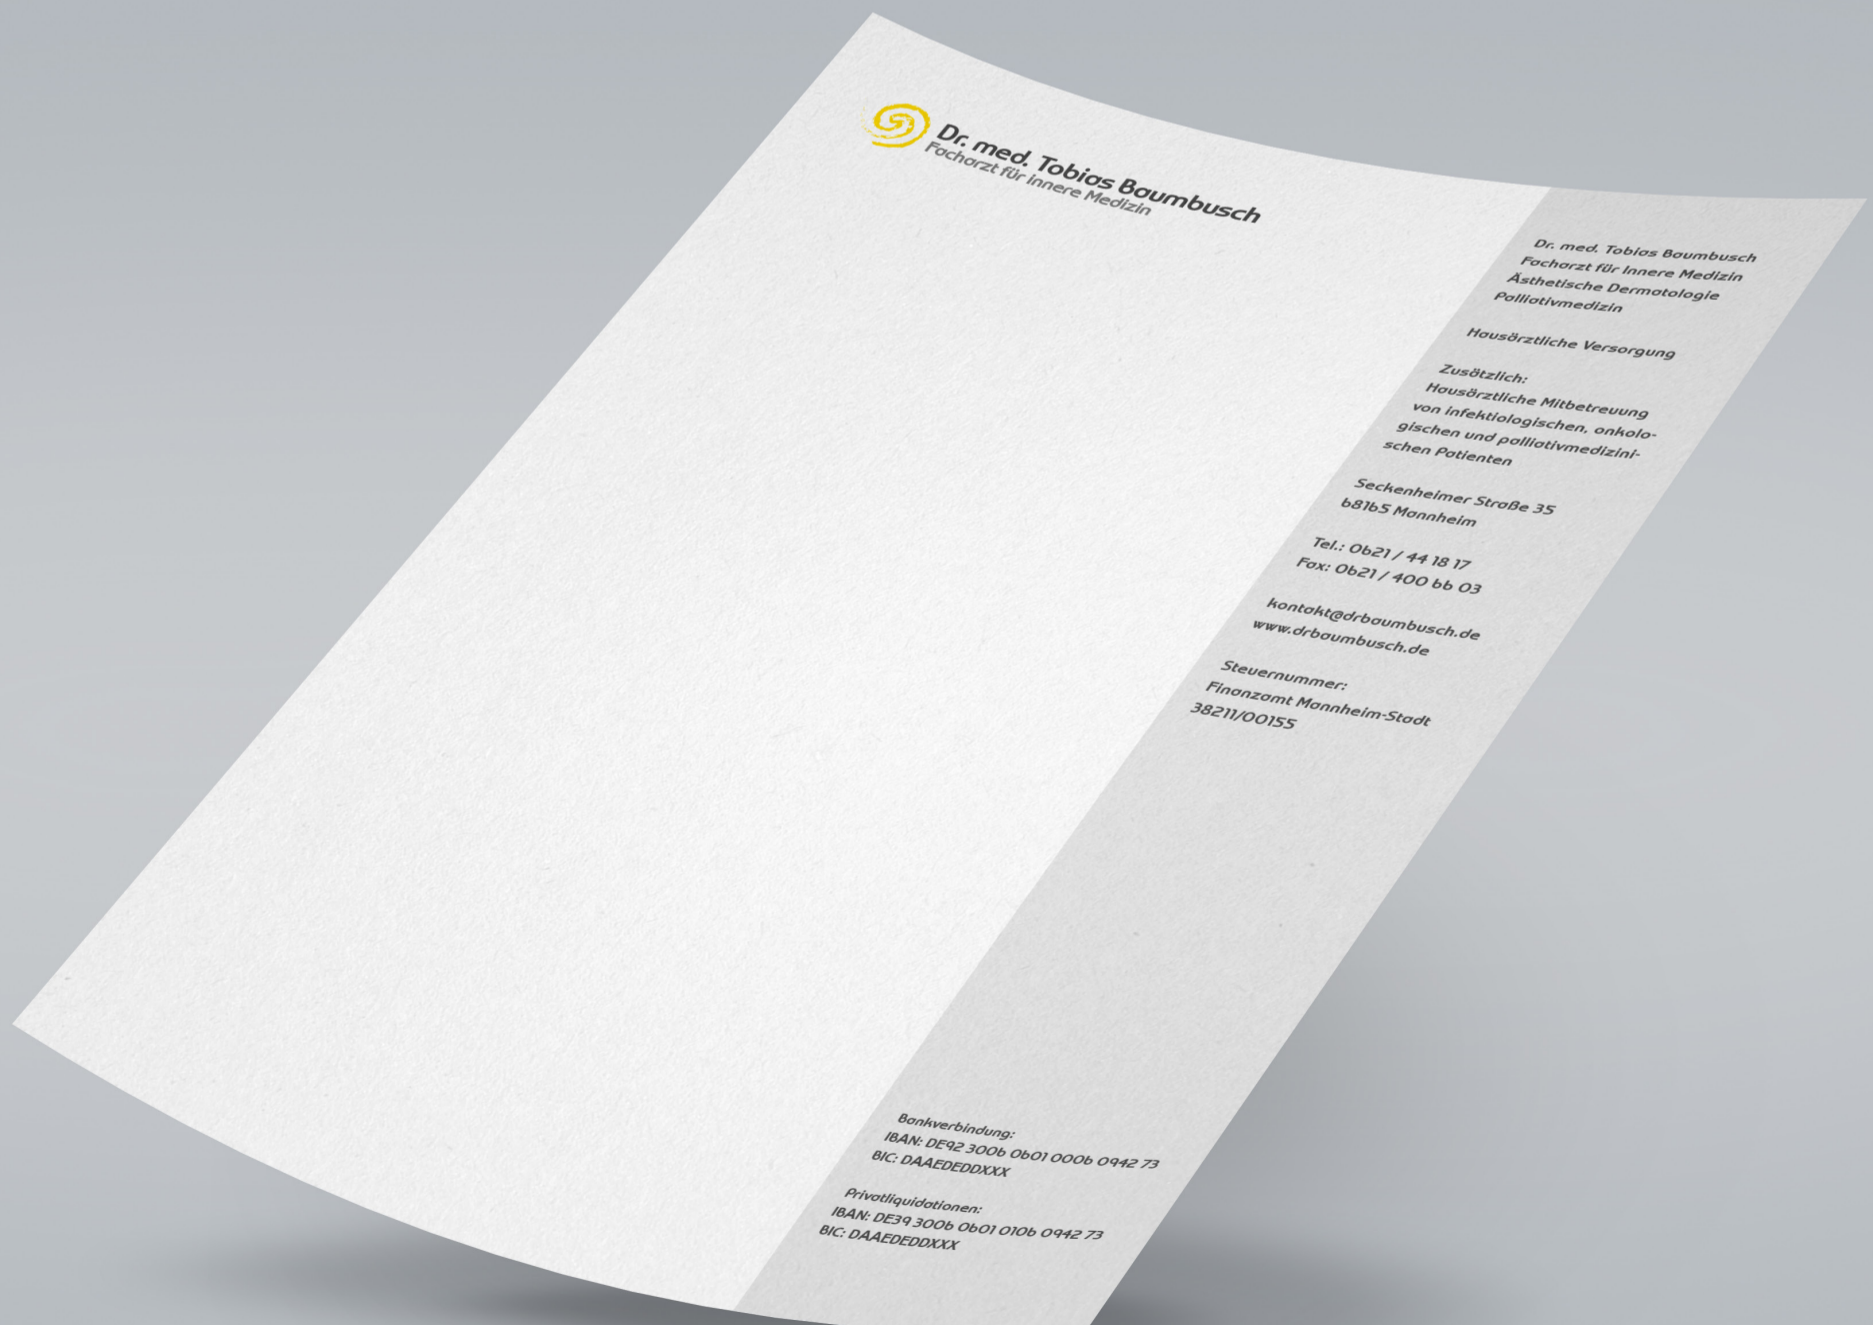 Dr. med. Tobias Baumbusch
Facharzt für Innere Medizin
Dr. med. Tobias Baumbusch
Facharzt für Innere Medizin
Ästhetische Dermatologie
Palliativmedizin
Hausärztliche Versorgung
Zusätzlich:
Hausärztliche Mitbetreuung
von infektiologischen, onkolo-
gischen und palliativmedizini-
schen Patienten
Seckenheimer Straße 35
68165 Mannheim
Tel.: 0621 / 44 18 17
Fax: 0621 / 400 66 03
kontakt@drbaumbusch.de
www.drbaumbusch.de
Steuernummer:
Finanzamt Mannheim-Stadt
38211/00155
Bankverbindung:
IBAN: DE92 3006 0601 0006 0942 73
BIC: DAAEDEDDXXX
Privatliquidationen:
IBAN: DE39 3006 0601 0106 0942 73
BIC: DAAEDEDDXXX